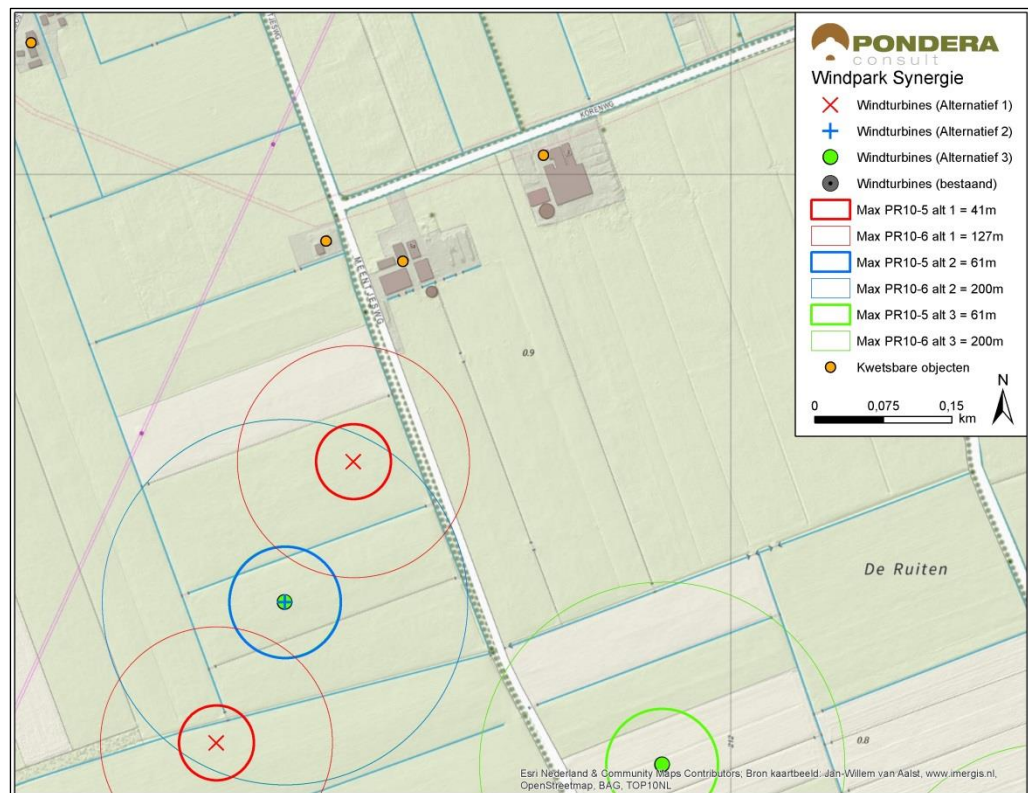 PONDERA
consult
Windpark Synergie
Windturbines (Alternatief 1)
Windturbines (Alternatief 2)
Windturbines (Alternatief 3)
Windturbines (bestaand)
Max PR10-5 alt 1 = 41m
Max PR10-6 alt 1 = 127m
Max PR10-5 alt 2 = 61m
Max PR10-6 alt 2 = 200m
Max PR10-5 alt 3 = 61m
Max PR10-6 alt 3 = 200m
Kwetsbare objecten
N
0 0,075 0,15
km
KORENWG
MEENTJESWG
0.9
De Ruiten
212
0.8
Esri Nederland & Community Maps Contributors; Bron kaartbeeld: Jan-Willem van Aalst, www.imergis.nl,
OpenStreetmap, BAG, TOP10NL